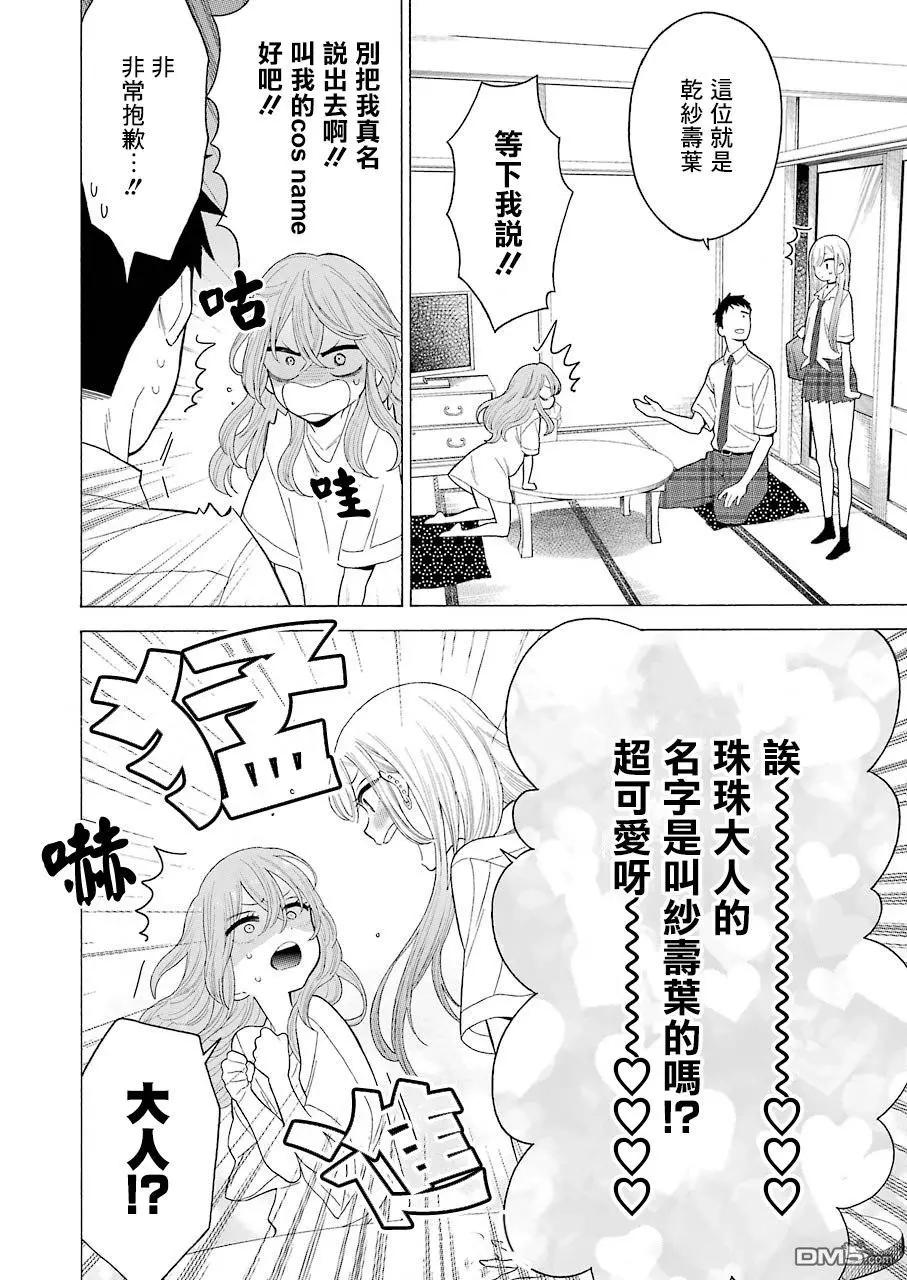 這位就是
乾紗壽葉
等下我說!!
別把我真名
說出去啊!!
叫我的cos name
好吧!!
咕
哇
非
非常抱歉…!!
誒~~~~~♡♡♡
珠珠大人的
名字是叫紗壽葉的嗎!?
超可愛呀~~~~~♡♡♡♡
猛
嚇
進
大人!?
DM5.com